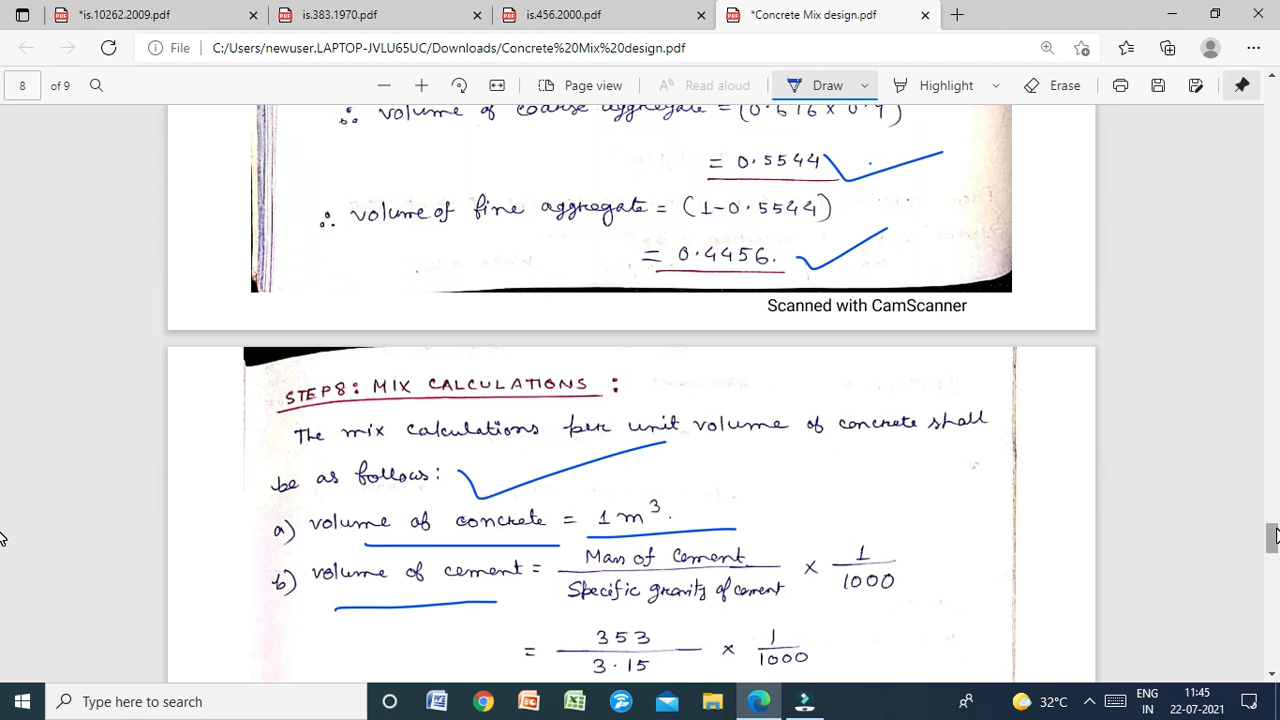 *is.10262.2009.pdf
is.383.1970.pdf
is.456.2000.pdf
*Concrete Mix design.pdf
File
C:/Users/newuser.LAPTOP-JVLU65UC/Downloads/Concrete%20Mix%20design.pdf
8 of 9
Page view
Read aloud
Draw
Highlight
Erase
∴ volume of coarse aggregate = (0.616 x 0.9)
= 0.5544
∴ volume of fine aggregate = (1-0.5544)
= 0.4456.
Scanned with CamScanner
STEP8: MIX CALCULATIONS :
The mix calculations per unit volume of concrete shall
be as follows:
a) volume of concrete = 1m³.
b) volume of cement = Mass of Cement / Specific gravity of cement × 1/1000
= 353/3.15 × 1/1000
Type here to search
32°C
ENG
IN
11:45
22-07-2021